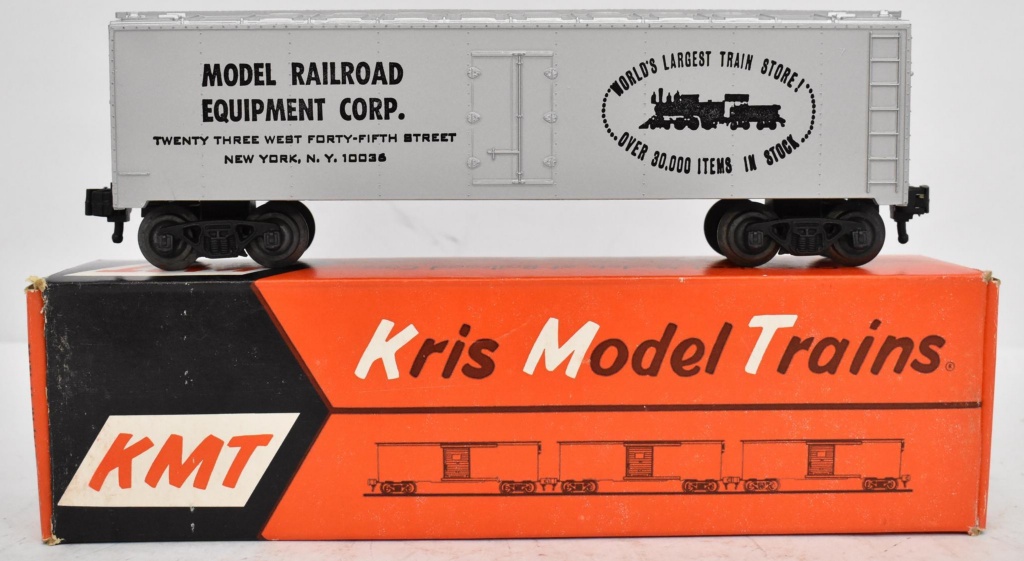 MODEL RAILROAD
EQUIPMENT CORP.
TWENTY THREE WEST FORTY-FIFTH STREET
NEW YORK, N.Y. 10036
WORLD'S LARGEST TRAIN STORE!
OVER 30,000 ITEMS IN STOCK
Kris Model Trains®
KMT